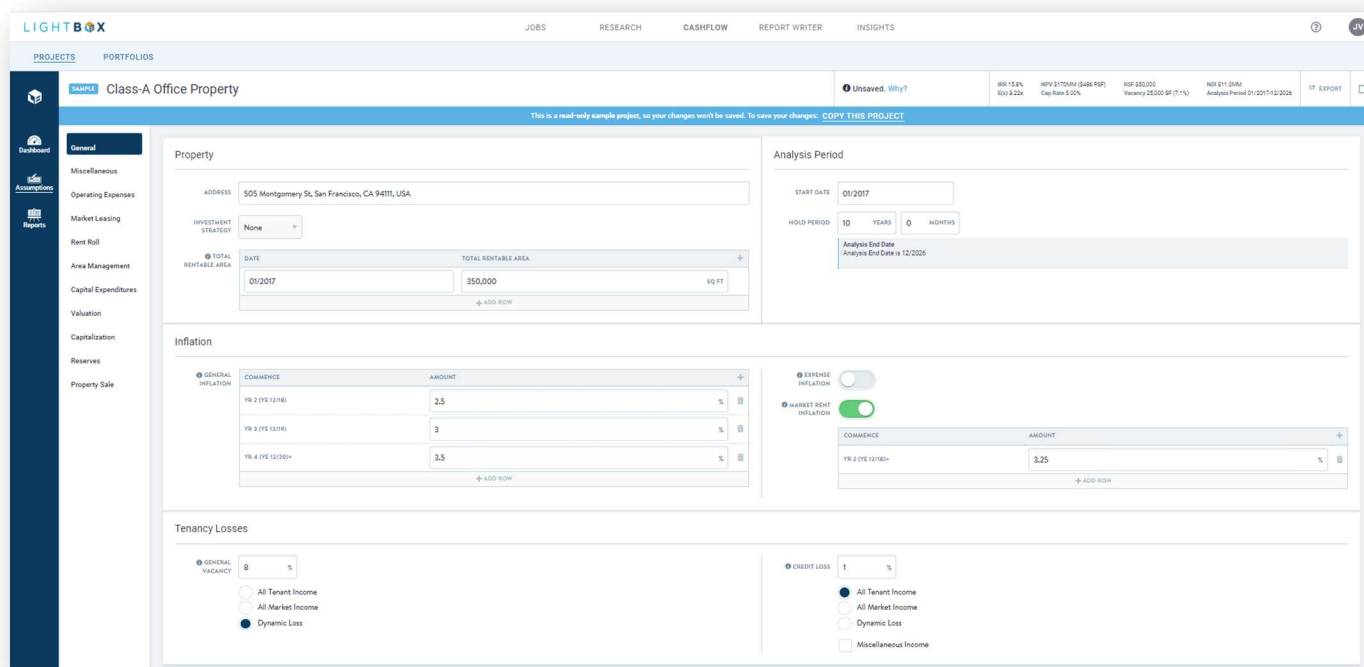 LIGHTBOX
JOBS RESEARCH CASHFLOW REPORT WRITER INSIGHTS
JV
PROJECTS PORTFOLIOS
SAMPLE Class-A Office Property
Unsaved. Why?
IRR 15.8% NPV $170MM ($486 PSF) RSF 350,000 NOI $11.0MM
E(x) 3.22x Cap Rate 5.00% Vacancy 25,000 SF (7.1%) Analysis Period 01/2017-12/2026
EXPORT
This is a read-only sample project, so your changes won't be saved. To save your changes: COPY THIS PROJECT
Dashboard
Assumptions
Reports
General
Miscellaneous
Operating Expenses
Market Leasing
Rent Roll
Area Management
Capital Expenditures
Valuation
Capitalization
Reserves
Property Sale
Property
ADDRESS 505 Montgomery St, San Francisco, CA 94111, USA
INVESTMENT STRATEGY None
TOTAL RENTABLE AREA
DATE TOTAL RENTABLE AREA +
01/2017 350,000 SQ FT
+ ADD ROW
Analysis Period
START DATE 01/2017
HOLD PERIOD 10 YEARS 0 MONTHS
Analysis End Date
Analysis End Date is 12/2026
Inflation
GENERAL INFLATION
COMMENCE AMOUNT +
YR 2 (YE 12/18) 2.5 %
YR 3 (YE 12/19) 3 %
YR 4 (YE 12/20)+ 3.5 %
+ ADD ROW
EXPENSE INFLATION
MARKET RENT INFLATION
COMMENCE AMOUNT +
YR 2 (YE 12/18)+ 3.25 %
+ ADD ROW
Tenancy Losses
GENERAL VACANCY 8 %
All Tenant Income
All Market Income
Dynamic Loss
CREDIT LOSS 1 %
All Tenant Income
All Market Income
Dynamic Loss
Miscellaneous Income